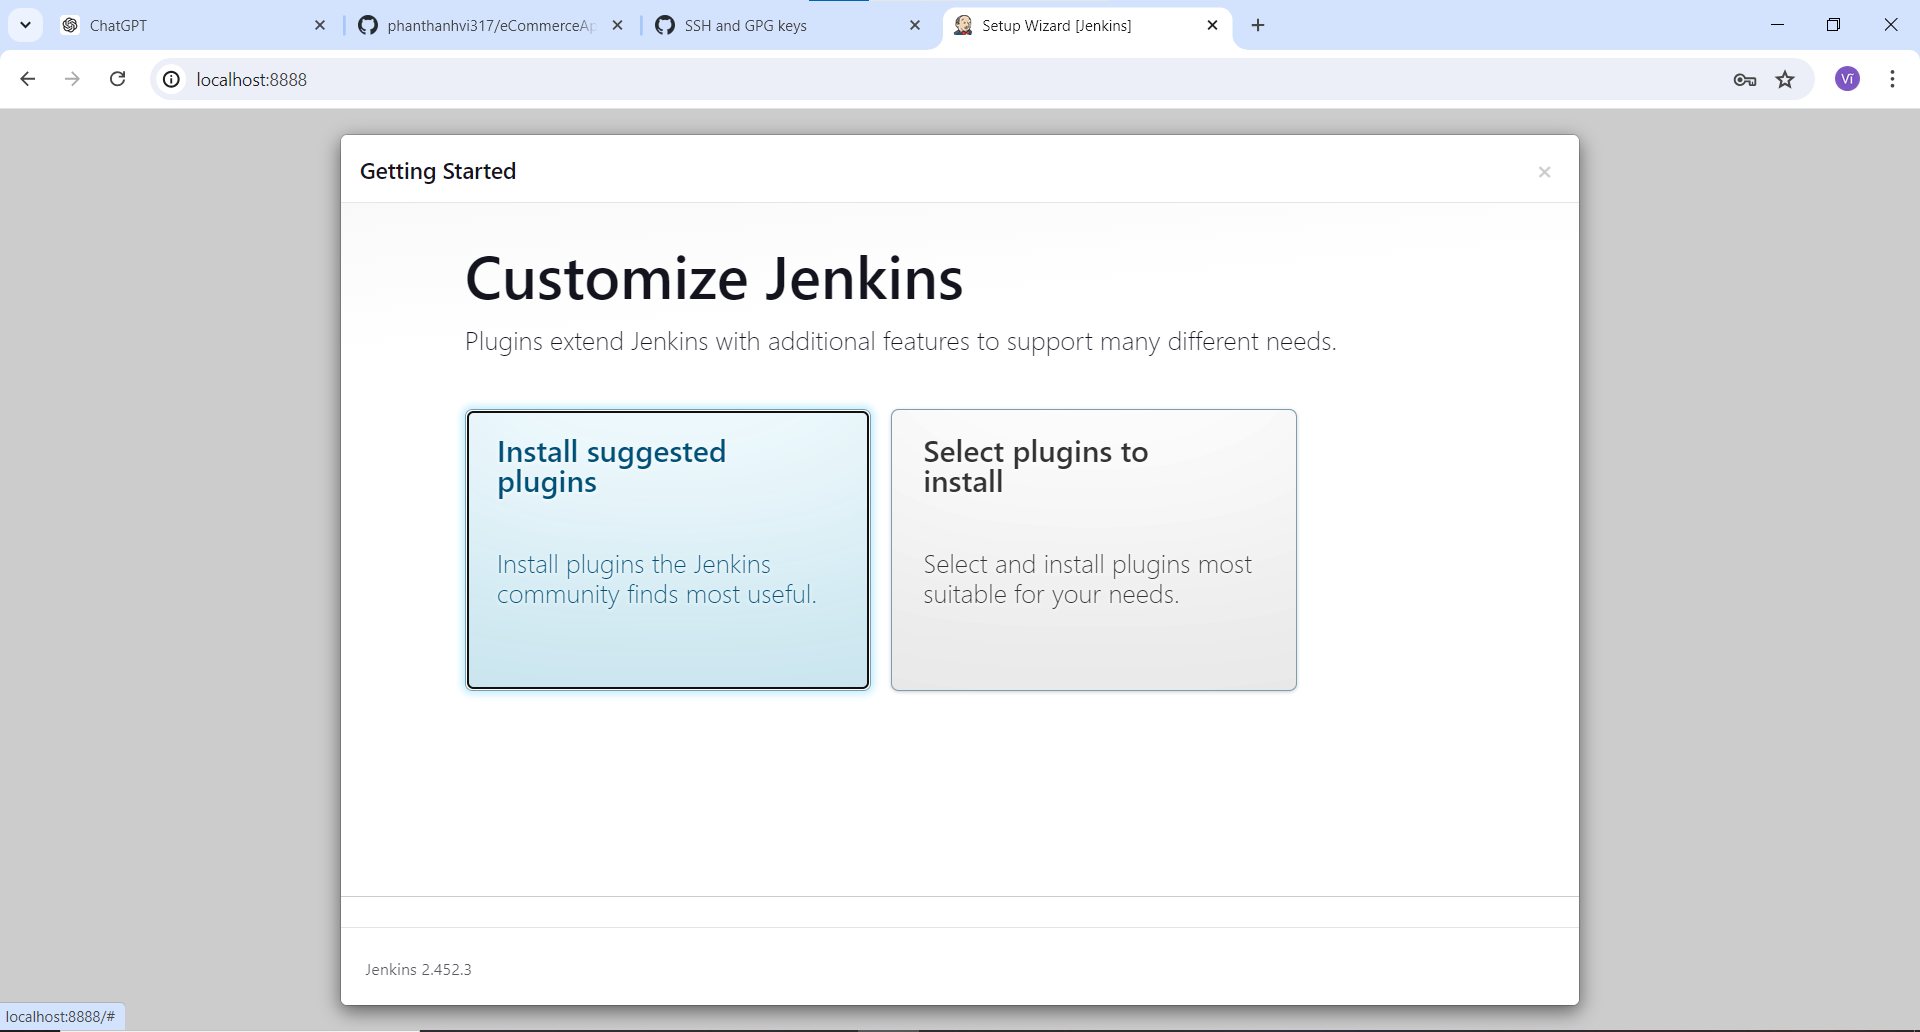 ChatGPT
phanthanhvi317/eCommerceAp
SSH and GPG keys
Setup Wizard [Jenkins]
localhost:8888
Vĩ
Getting Started
Customize Jenkins
Plugins extend Jenkins with additional features to support many different needs.
Install suggested
plugins
Install plugins the Jenkins
community finds most useful.
Select plugins to
install
Select and install plugins most
suitable for your needs.
Jenkins 2.452.3
localhost:8888/#